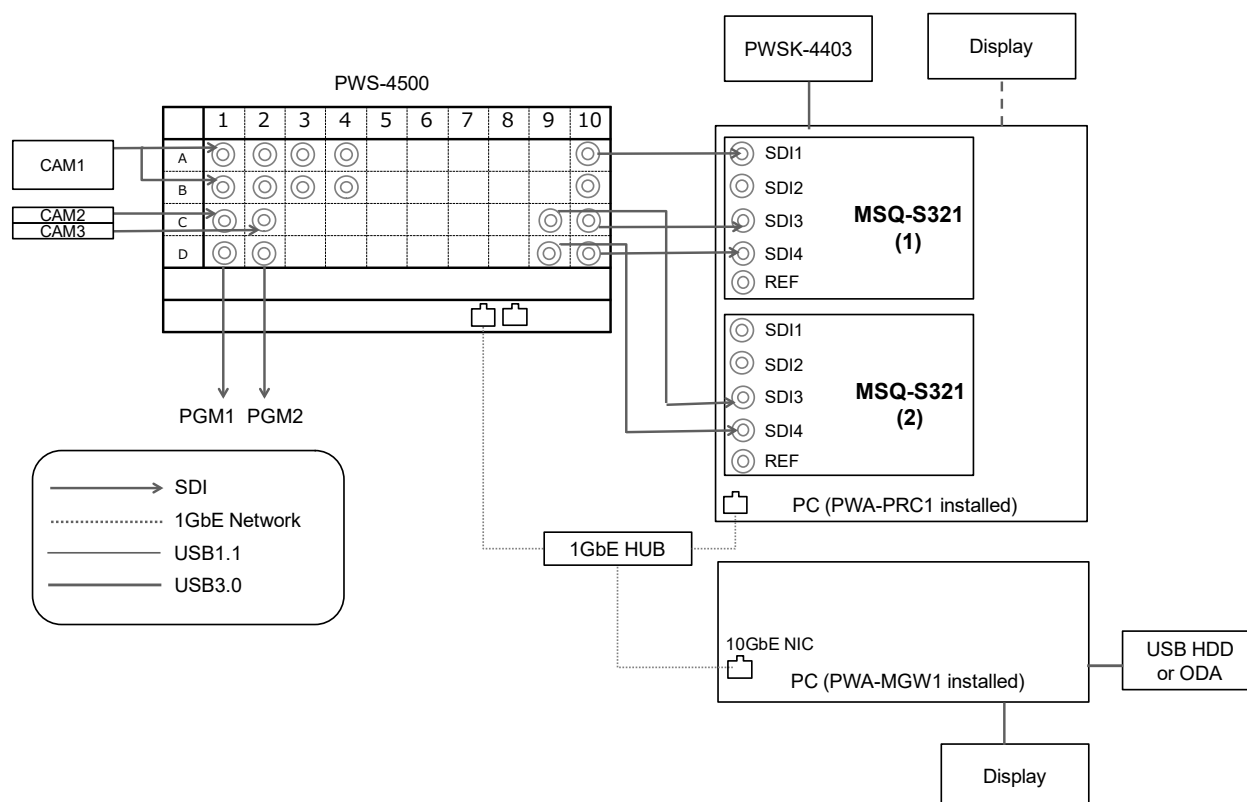 PWSK-4403
Display
PWS-4500
1 2 3 4 5 6 7 8 9 10
A
B
C
D
CAM1
CAM2
CAM3
SDI1
SDI2
SDI3
SDI4
REF
MSQ-S321
(1)
SDI1
SDI2
SDI3
SDI4
REF
MSQ-S321
(2)
PC (PWA-PRC1 installed)
PGM1 PGM2
SDI
1GbE Network
USB1.1
USB3.0
1GbE HUB
10GbE NIC
PC (PWA-MGW1 installed)
USB HDD
or ODA
Display